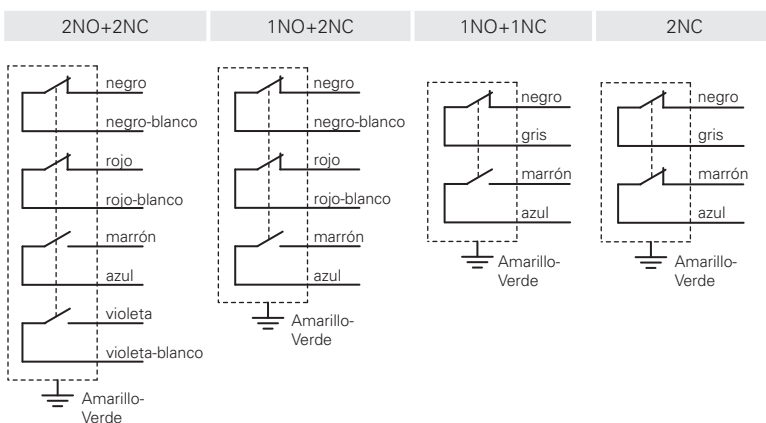 2NO+2NC
negro
negro-blanco
rojo
rojo-blanco
marrón
azul
violeta
violeta-blanco
Amarillo-
Verde
1NO+2NC
negro
negro-blanco
rojo
rojo-blanco
marrón
azul
Amarillo-
Verde
1NO+1NC
negro
gris
marrón
azul
Amarillo-
Verde
2NC
negro
gris
marrón
azul
Amarillo-
Verde